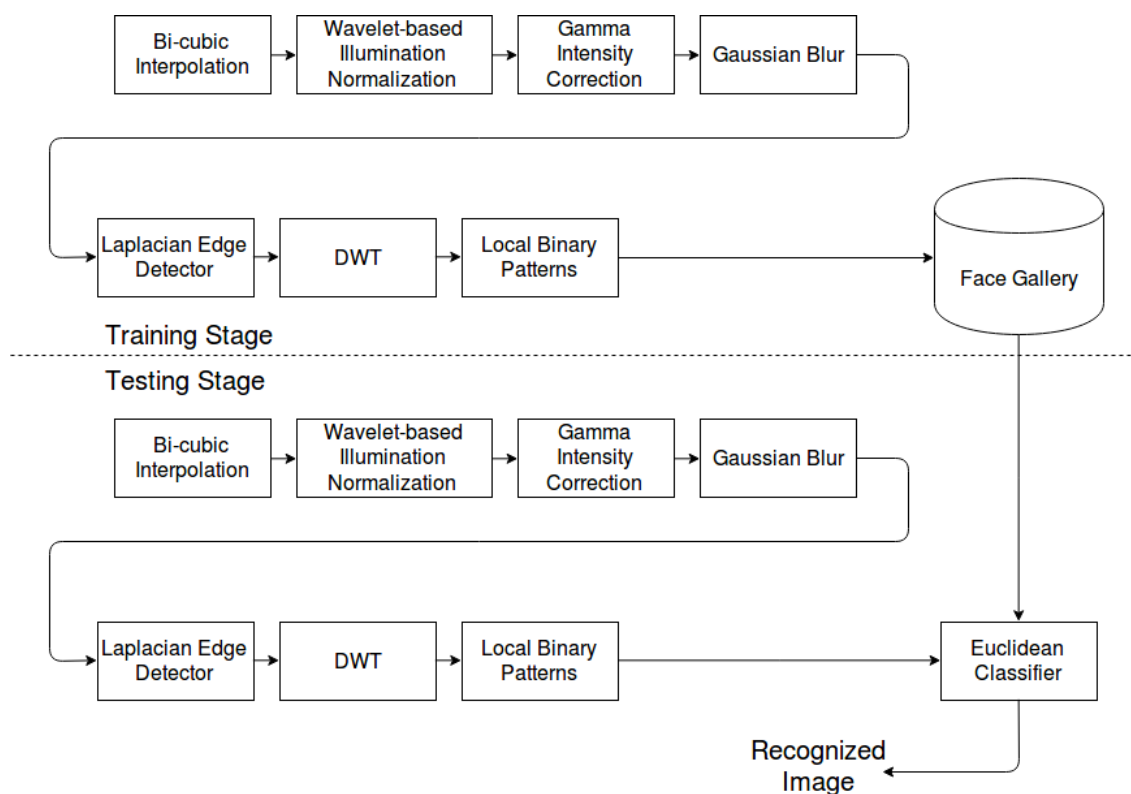 Bi-cubic
Interpolation
Wavelet-based
Illumination
Normalization
Gamma
Intensity
Correction
Gaussian Blur
Laplacian Edge
Detector
DWT
Local Binary
Patterns
Face Gallery
Training Stage
Testing Stage
Bi-cubic
Interpolation
Wavelet-based
Illumination
Normalization
Gamma
Intensity
Correction
Gaussian Blur
Laplacian Edge
Detector
DWT
Local Binary
Patterns
Euclidean
Classifier
Recognized
Image